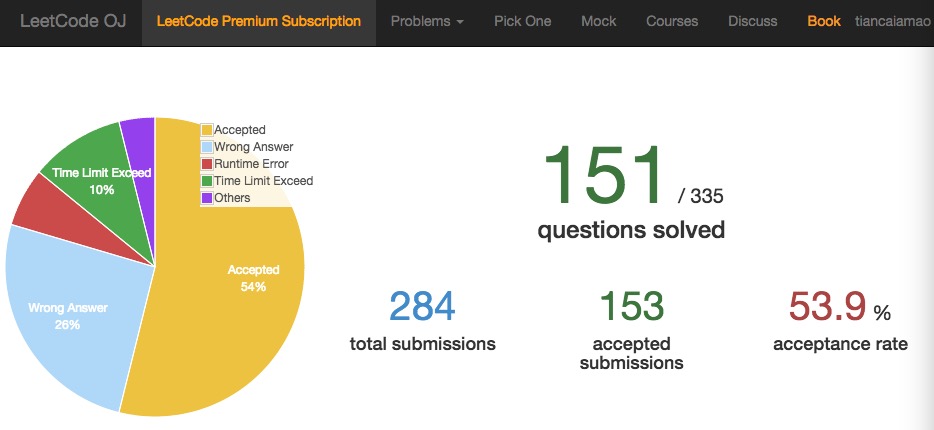 LeetCode OJ LeetCode Premium Subscription Problems Pick One Mock Courses Discuss Book tiancaiamao
Accepted
Wrong Answer
Runtime Error
Time Limit Exceed
Others
Time Limit Exceed
10%
Accepted
54%
Wrong Answer
26%
151 / 335
questions solved
284
total submissions
153
accepted
submissions
53.9 %
acceptance rate